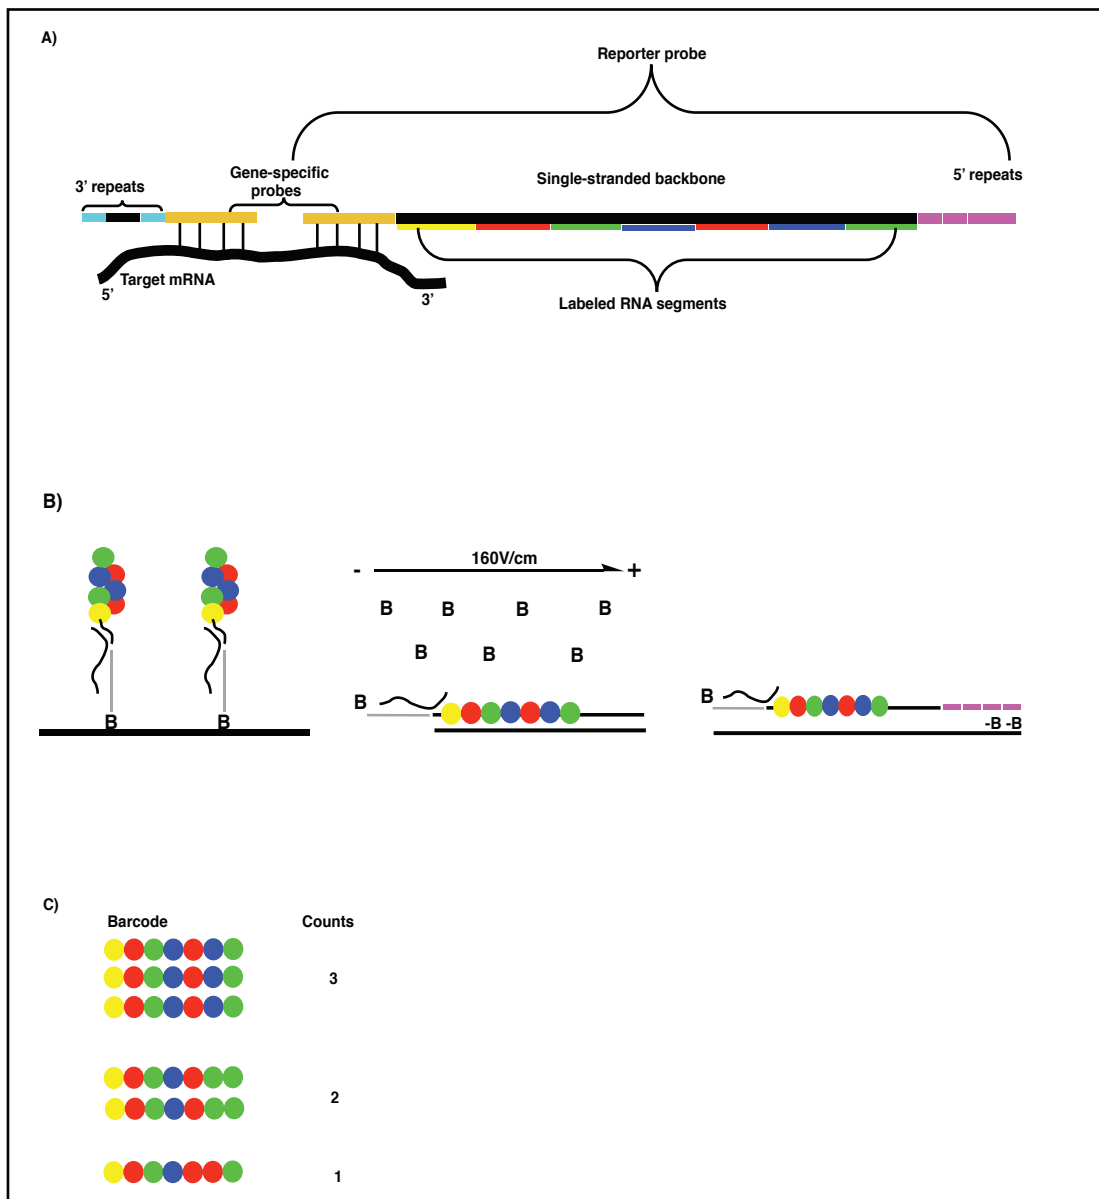 A)
Reporter probe
Gene-specific
probes
3' repeats
Single-stranded backbone
5' repeats
Target mRNA
5'
3'
Labeled RNA segments
B)
160V/cm
- +
B B B B
B B B
B B B B
-B -B
C)
Barcode Counts
3
2
1